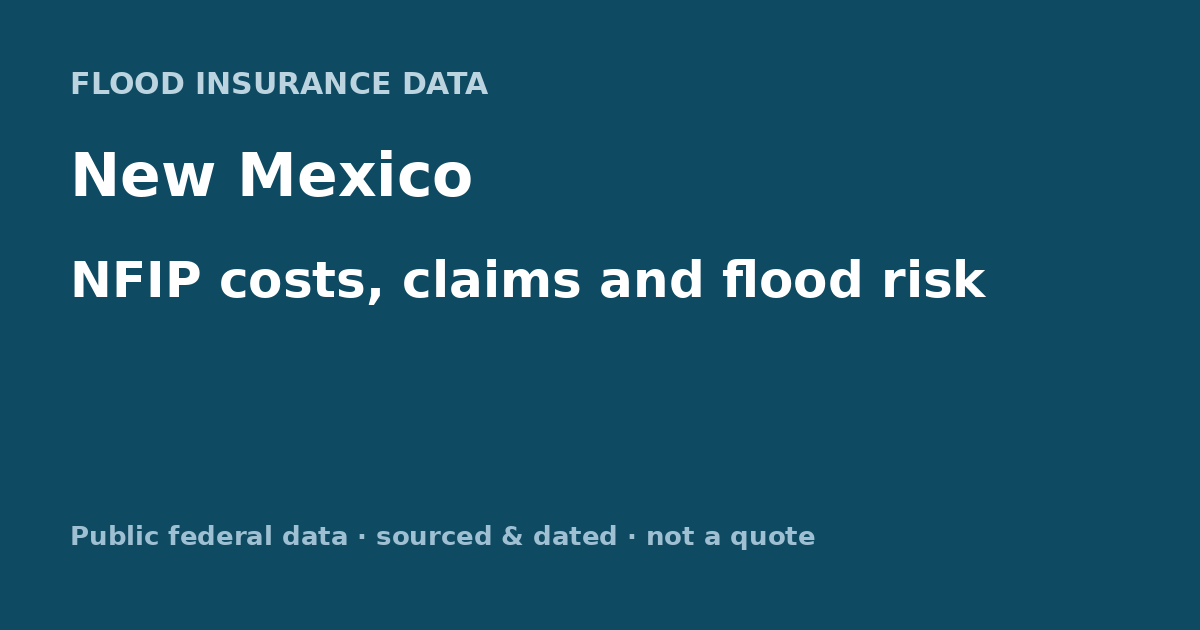 FLOOD INSURANCE DATA
New Mexico
NFIP costs, claims and flood risk
Public federal data · sourced & dated · not a quote